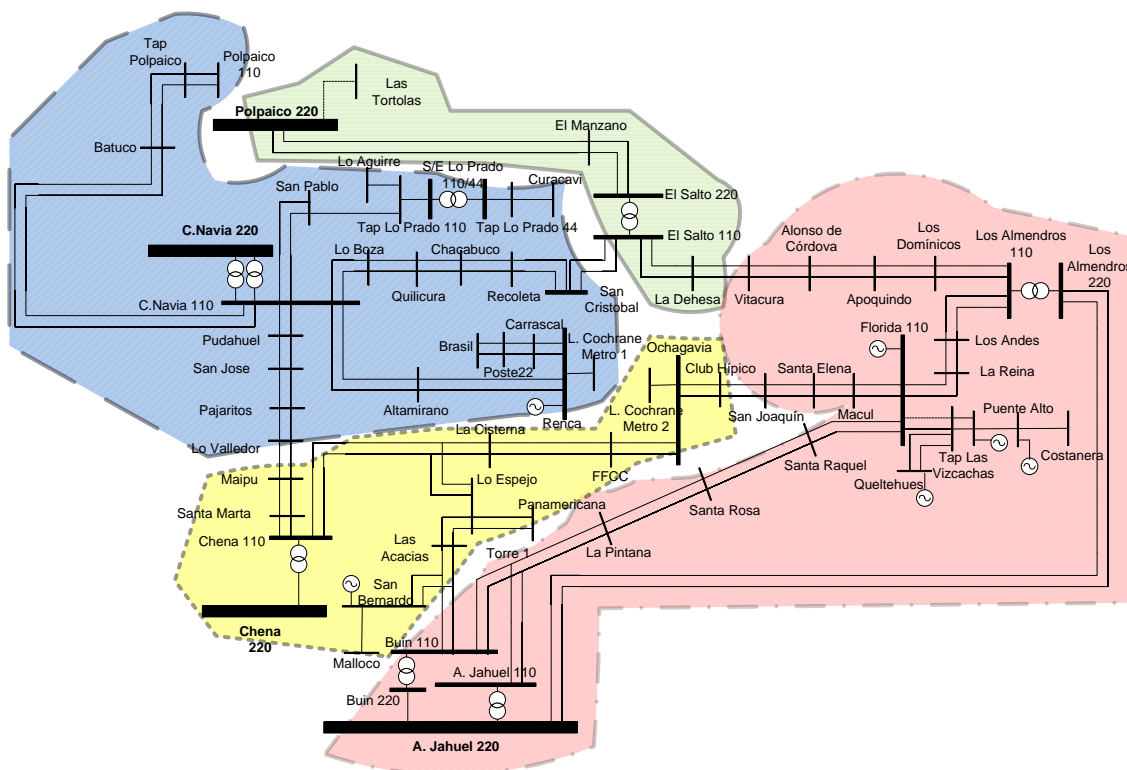 Tap
Polpaico
Polpaico
110
Las
Tortolas
Polpaico 220
El Manzano
Batuco
Lo Aguirre
S/E Lo Prado
110/44
Curacavi
San Pablo
El Salto 220
Tap Lo Prado 110
Tap Lo Prado 44
C.Navia 220
El Salto 110
Alonso de
Córdova
Los
Domínicos
Los Almendros
110
Los
Almendros
220
Lo Boza
Chacabuco
C.Navia 110
Quilicura
Recoleta
San
Cristobal
La Dehesa
Vitacura
Apoquindo
Pudahuel
Carrascal
Brasil
L. Cochrane
Metro 1
Poste22
Ochagavia
Florida 110
Los Andes
San Jose
Club Hípico
Santa Elena
La Reina
Pajaritos
Altamirano
Renca
L. Cochrane
Metro 2
San Joaquín
Macul
Puente Alto
Lo Valledor
La Cisterna
Santa Raquel
Tap Las
Vizcachas
Costanera
Maipu
Lo Espejo
FFCC
Queltehues
Santa Marta
Panamericana
Santa Rosa
Chena 110
Las
Acacias
Torre 1
La Pintana
San
Bernardo
Chena
220
Malloco
Buin 110
A. Jahuel 110
Buin 220
A. Jahuel 220